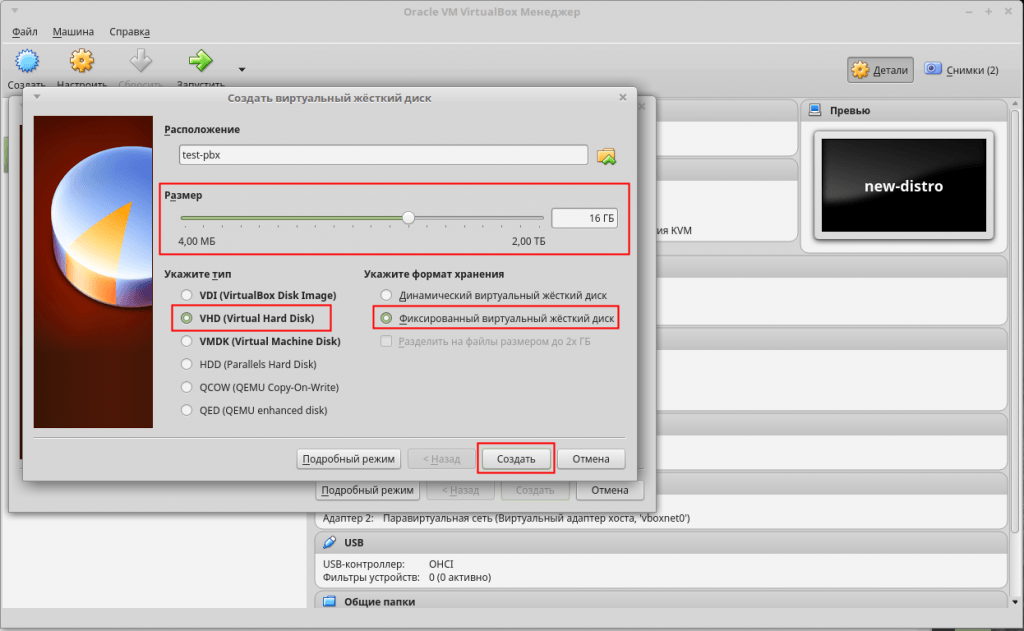 Oracle VM VirtualBox Менеджер
Файл Машина Справка
Создать Настроить Сбросить Запустить
Детали Снимки (2)
Создать виртуальный жёсткий диск
Превью
new-distro
Расположение
test-pbx
Размер
16 ГБ
4,00 МБ 2,00 ТБ
ия KVM
Укажите тип Укажите формат хранения
VDI (VirtualBox Disk Image) Динамический виртуальный жёсткий диск
VHD (Virtual Hard Disk) Фиксированный виртуальный жёсткий диск
VMDK (Virtual Machine Disk) Разделить на файлы размером до 2х ГБ
HDD (Parallels Hard Disk)
QCOW (QEMU Copy-On-Write)
QED (QEMU enhanced disk)
Подробный режим < Назад Создать Отмена
Подробный режим < Назад Создать Отмена
Адаптер 2: Паравиртуальная сеть (Виртуальный адаптер хоста, 'vboxnet0')
USB
USB-контроллер: OHCI
Фильтры устройств: 0 (0 активно)
Общие папки